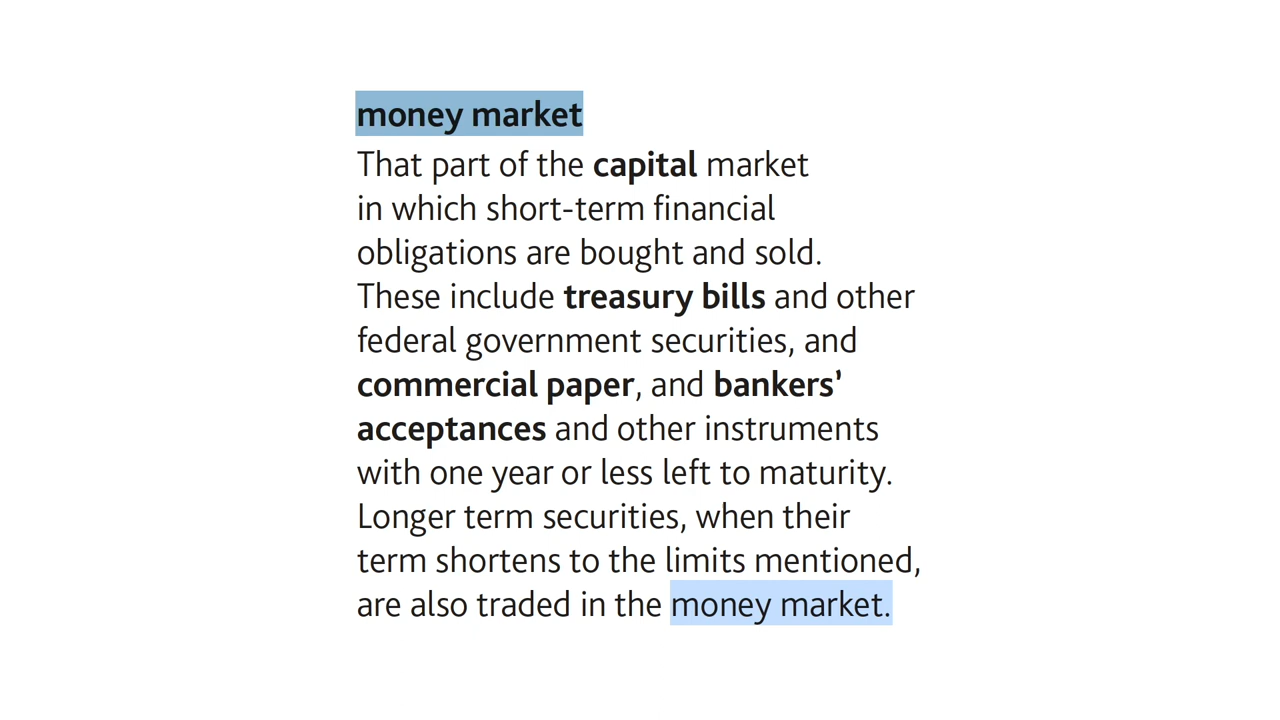 money market
That part of the capital market
in which short-term financial
obligations are bought and sold.
These include treasury bills and other
federal government securities, and
commercial paper, and bankers'
acceptances and other instruments
with one year or less left to maturity.
Longer term securities, when their
term shortens to the limits mentioned,
are also traded in the money market.